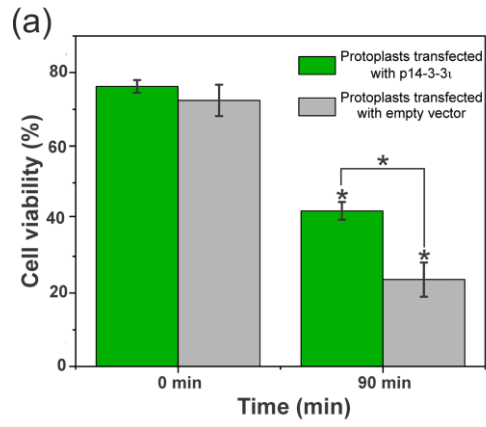 (a)
Protoplasts transfected
with p14-3-3ι
Protoplasts transfected
with empty vector
Cell viability (%)
80
60
40
20
0
*
*
*
0 min
90 min
Time (min)